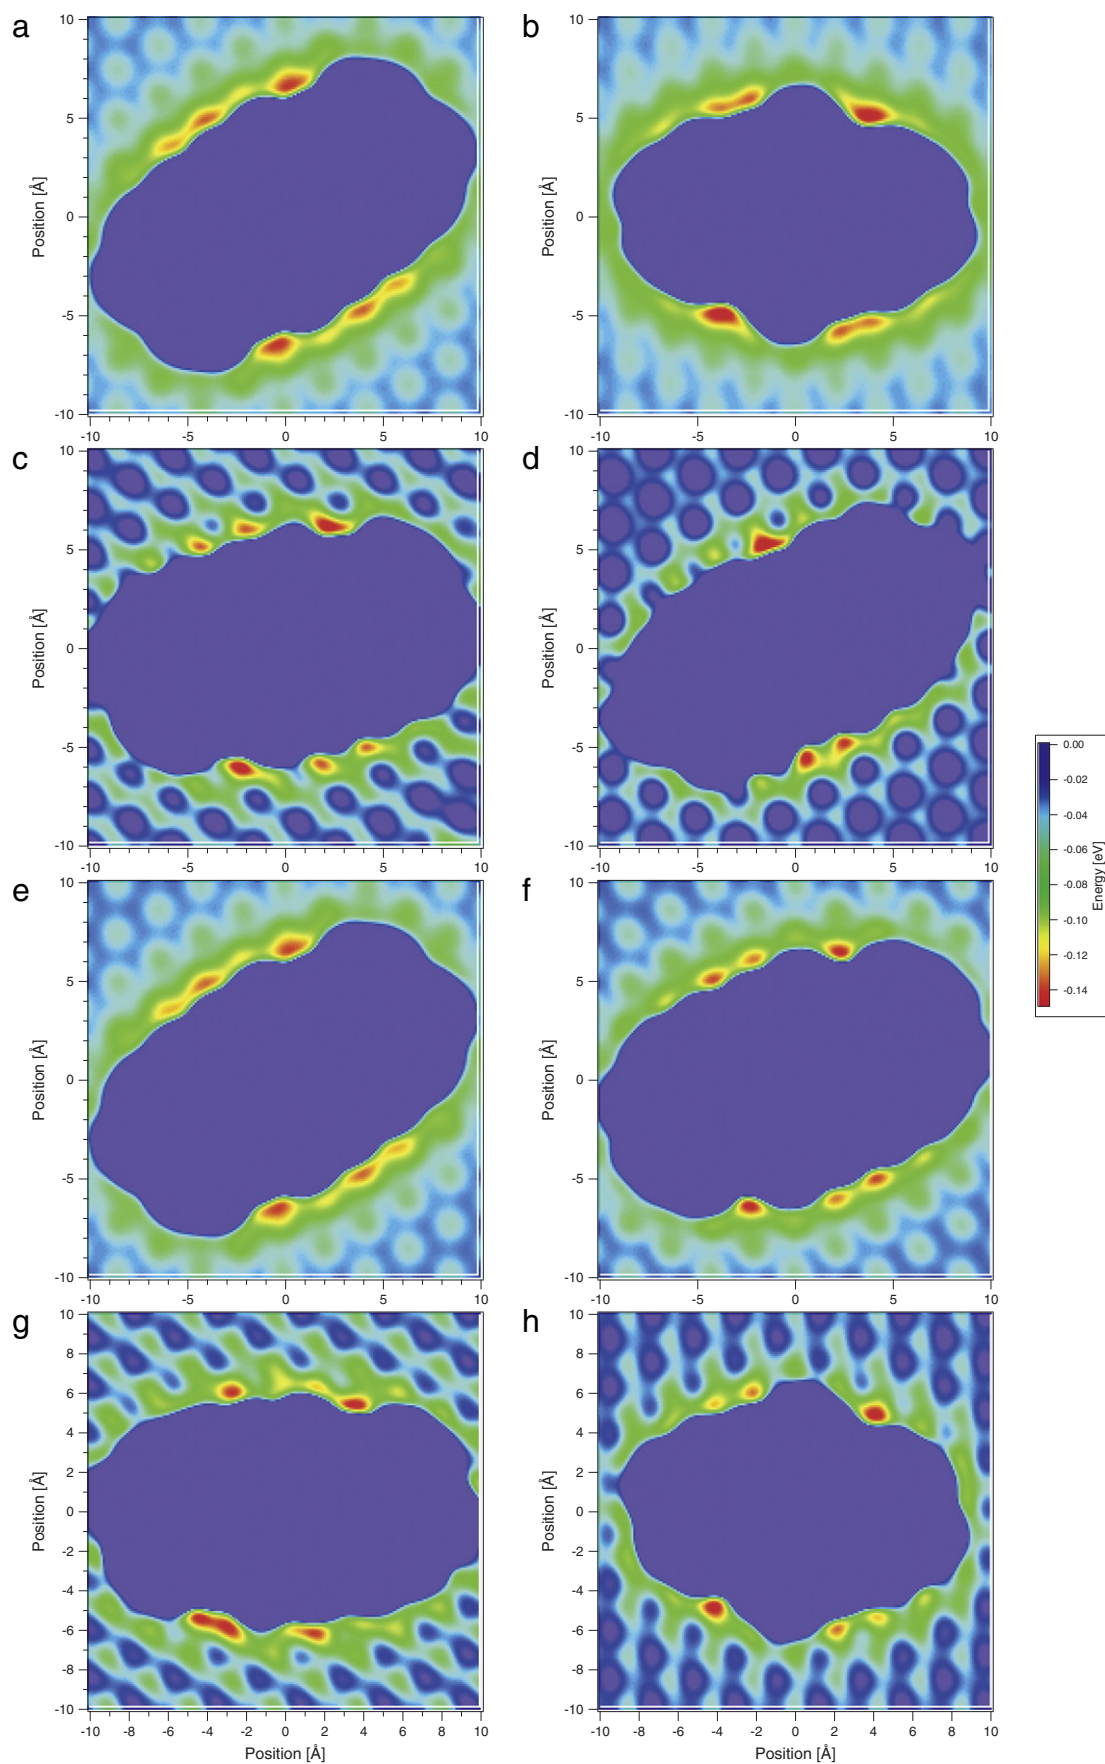 a b
10 10
5 5
0 0
-5 -5
-10 -10
Position [Å] Position [Å]
-10 -5 0 5 10 -10 -5 0 5 10
c d
10 10
5 5
0 0
-5 -5
-10 -10
Position [Å] Position [Å]
-10 -5 0 5 10 -10 -5 0 5 10
0.00
-0.02
-0.04
-0.06
-0.08
-0.10
-0.12
-0.14
Energy [eV]
e f
10 10
5 5
0 0
-5 -5
-10 -10
Position [Å] Position [Å]
-10 -5 0 5 10 -10 -5 0 5 10
g h
10 10
8 8
6 6
4 4
2 2
0 0
-2 -2
-4 -4
-6 -6
-8 -8
-10 -10
Position [Å] Position [Å]
-10 -8 -6 -4 -2 0 2 4 6 8 10 -10 -8 -6 -4 -2 0 2 4 6 8 10
Position [Å] Position [Å]